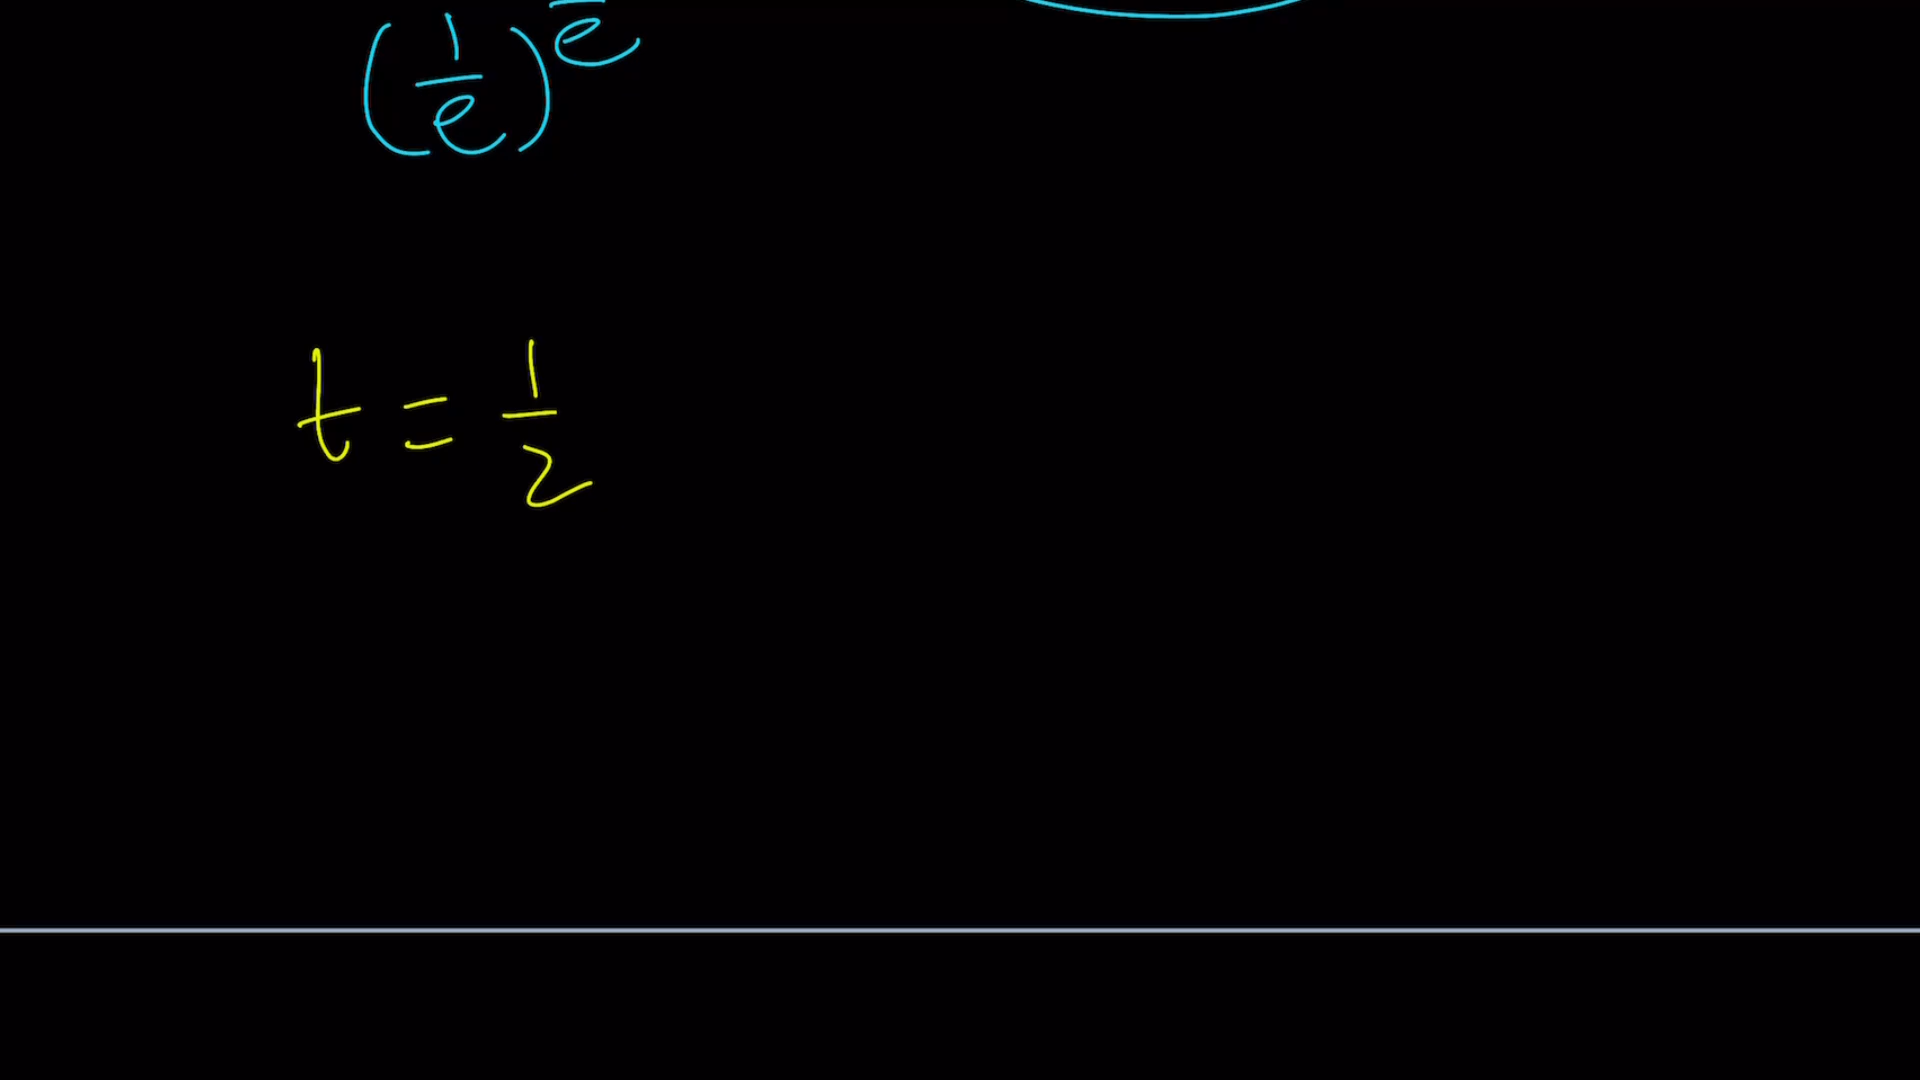 (1/e)^{‾e}
t = 1/2